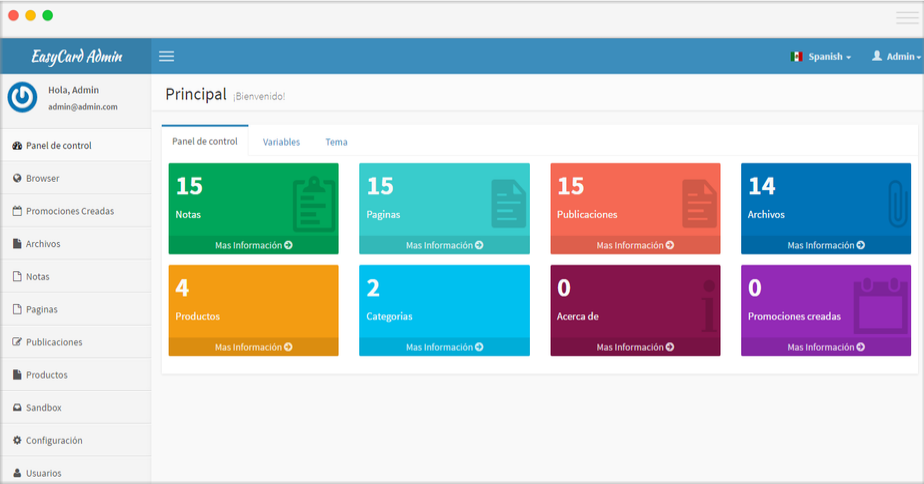 EasyCard Admin
Spanish
Admin
Hola, Admin
admin@admin.com
Principal ¡Bienvenido!
Panel de control
Browser
Promociones Creadas
Archivos
Notas
Paginas
Publicaciones
Productos
Sandbox
Configuración
Usuarios
Panel de control
Variables
Tema
15
Notas
Mas Información
15
Paginas
Mas Información
15
Publicaciones
Mas Información
14
Archivos
Mas Información
4
Productos
Mas Información
2
Categorias
Mas Información
0
Acerca de
Mas Información
0
Promociones creadas
Mas Información